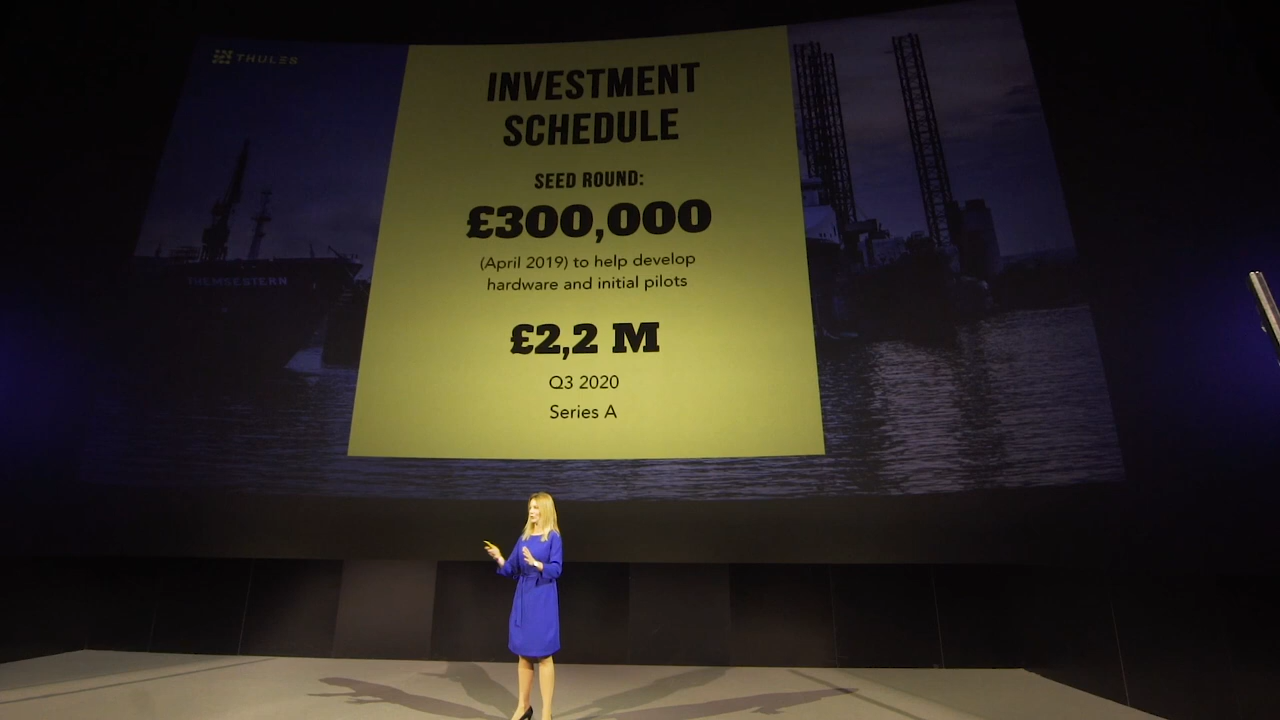 THULES
INVESTMENT
SCHEDULE
SEED ROUND:
£300,000
(April 2019) to help develop
hardware and initial pilots
£2,2 M
Q3 2020
Series A